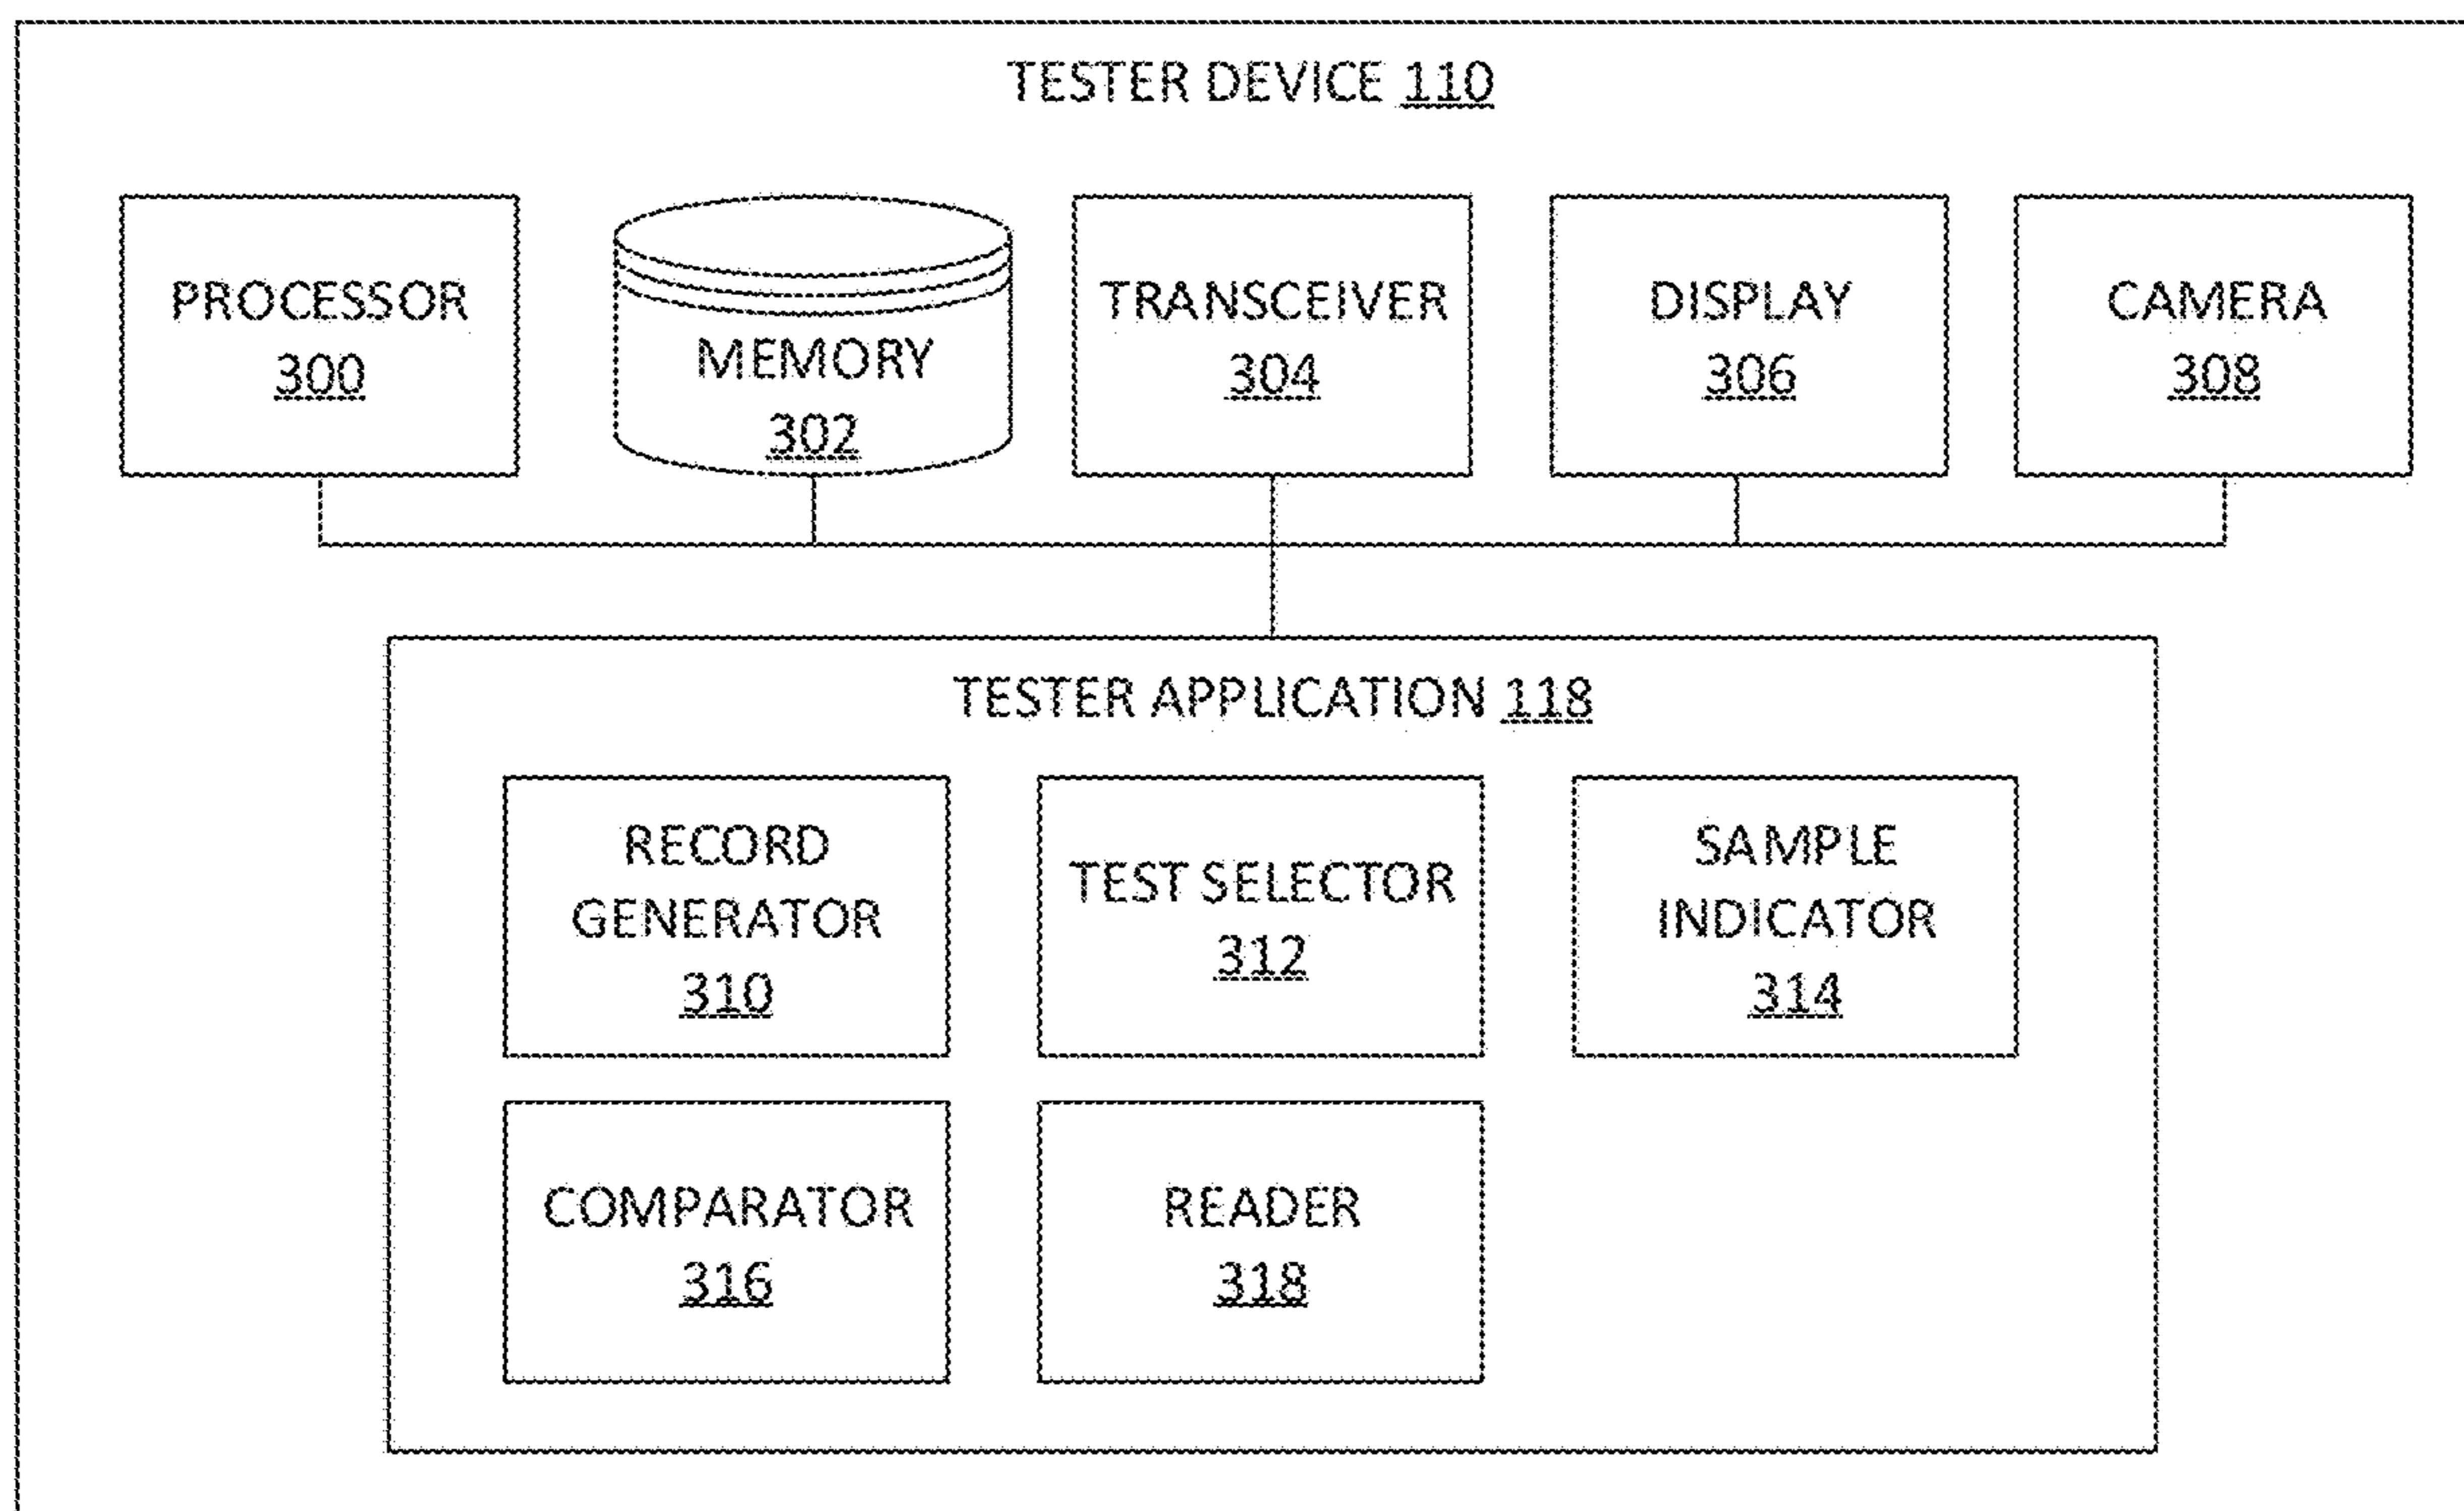 TESTER DEVICE 110
PROCESSOR
300
MEMORY
302
TRANSCEIVER
304
DISPLAY
306
CAMERA
308
TESTER APPLICATION 118
RECORD
GENERATOR
310
TEST SELECTOR
312
SAMPLE
INDICATOR
314
COMPARATOR
316
READER
318